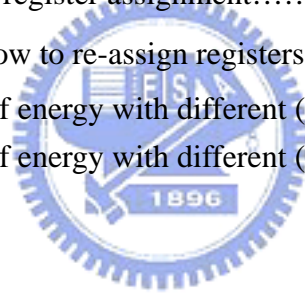 register assignment……
ow to re-assign registers
f energy with different (
f energy with different (
E S
1896